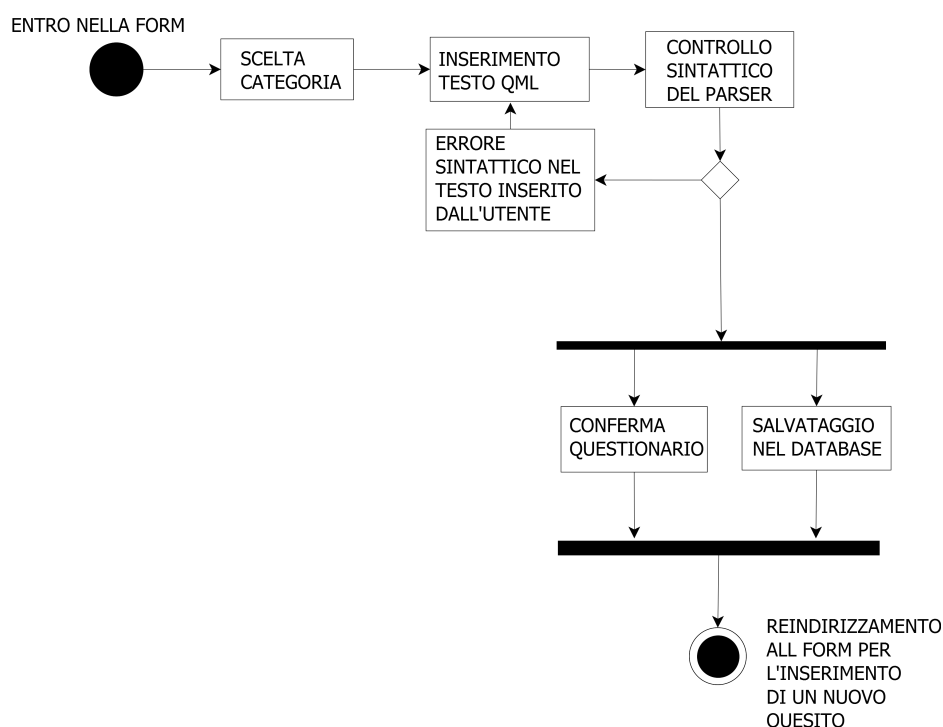 ENTRO NELLA FORM
SCELTA
CATEGORIA
INSERIMENTO
TESTO QML
CONTROLLO
SINTATTICO
DEL PARSER
ERRORE
SINTATTICO NEL
TESTO INSERITO
DALL'UTENTE
CONFERMA
QUESTIONARIO
SALVATAGGIO
NEL DATABASE
REINDIRIZZAMENTO
ALL FORM PER
L'INSERIMENTO
DI UN NUOVO
QUESITO